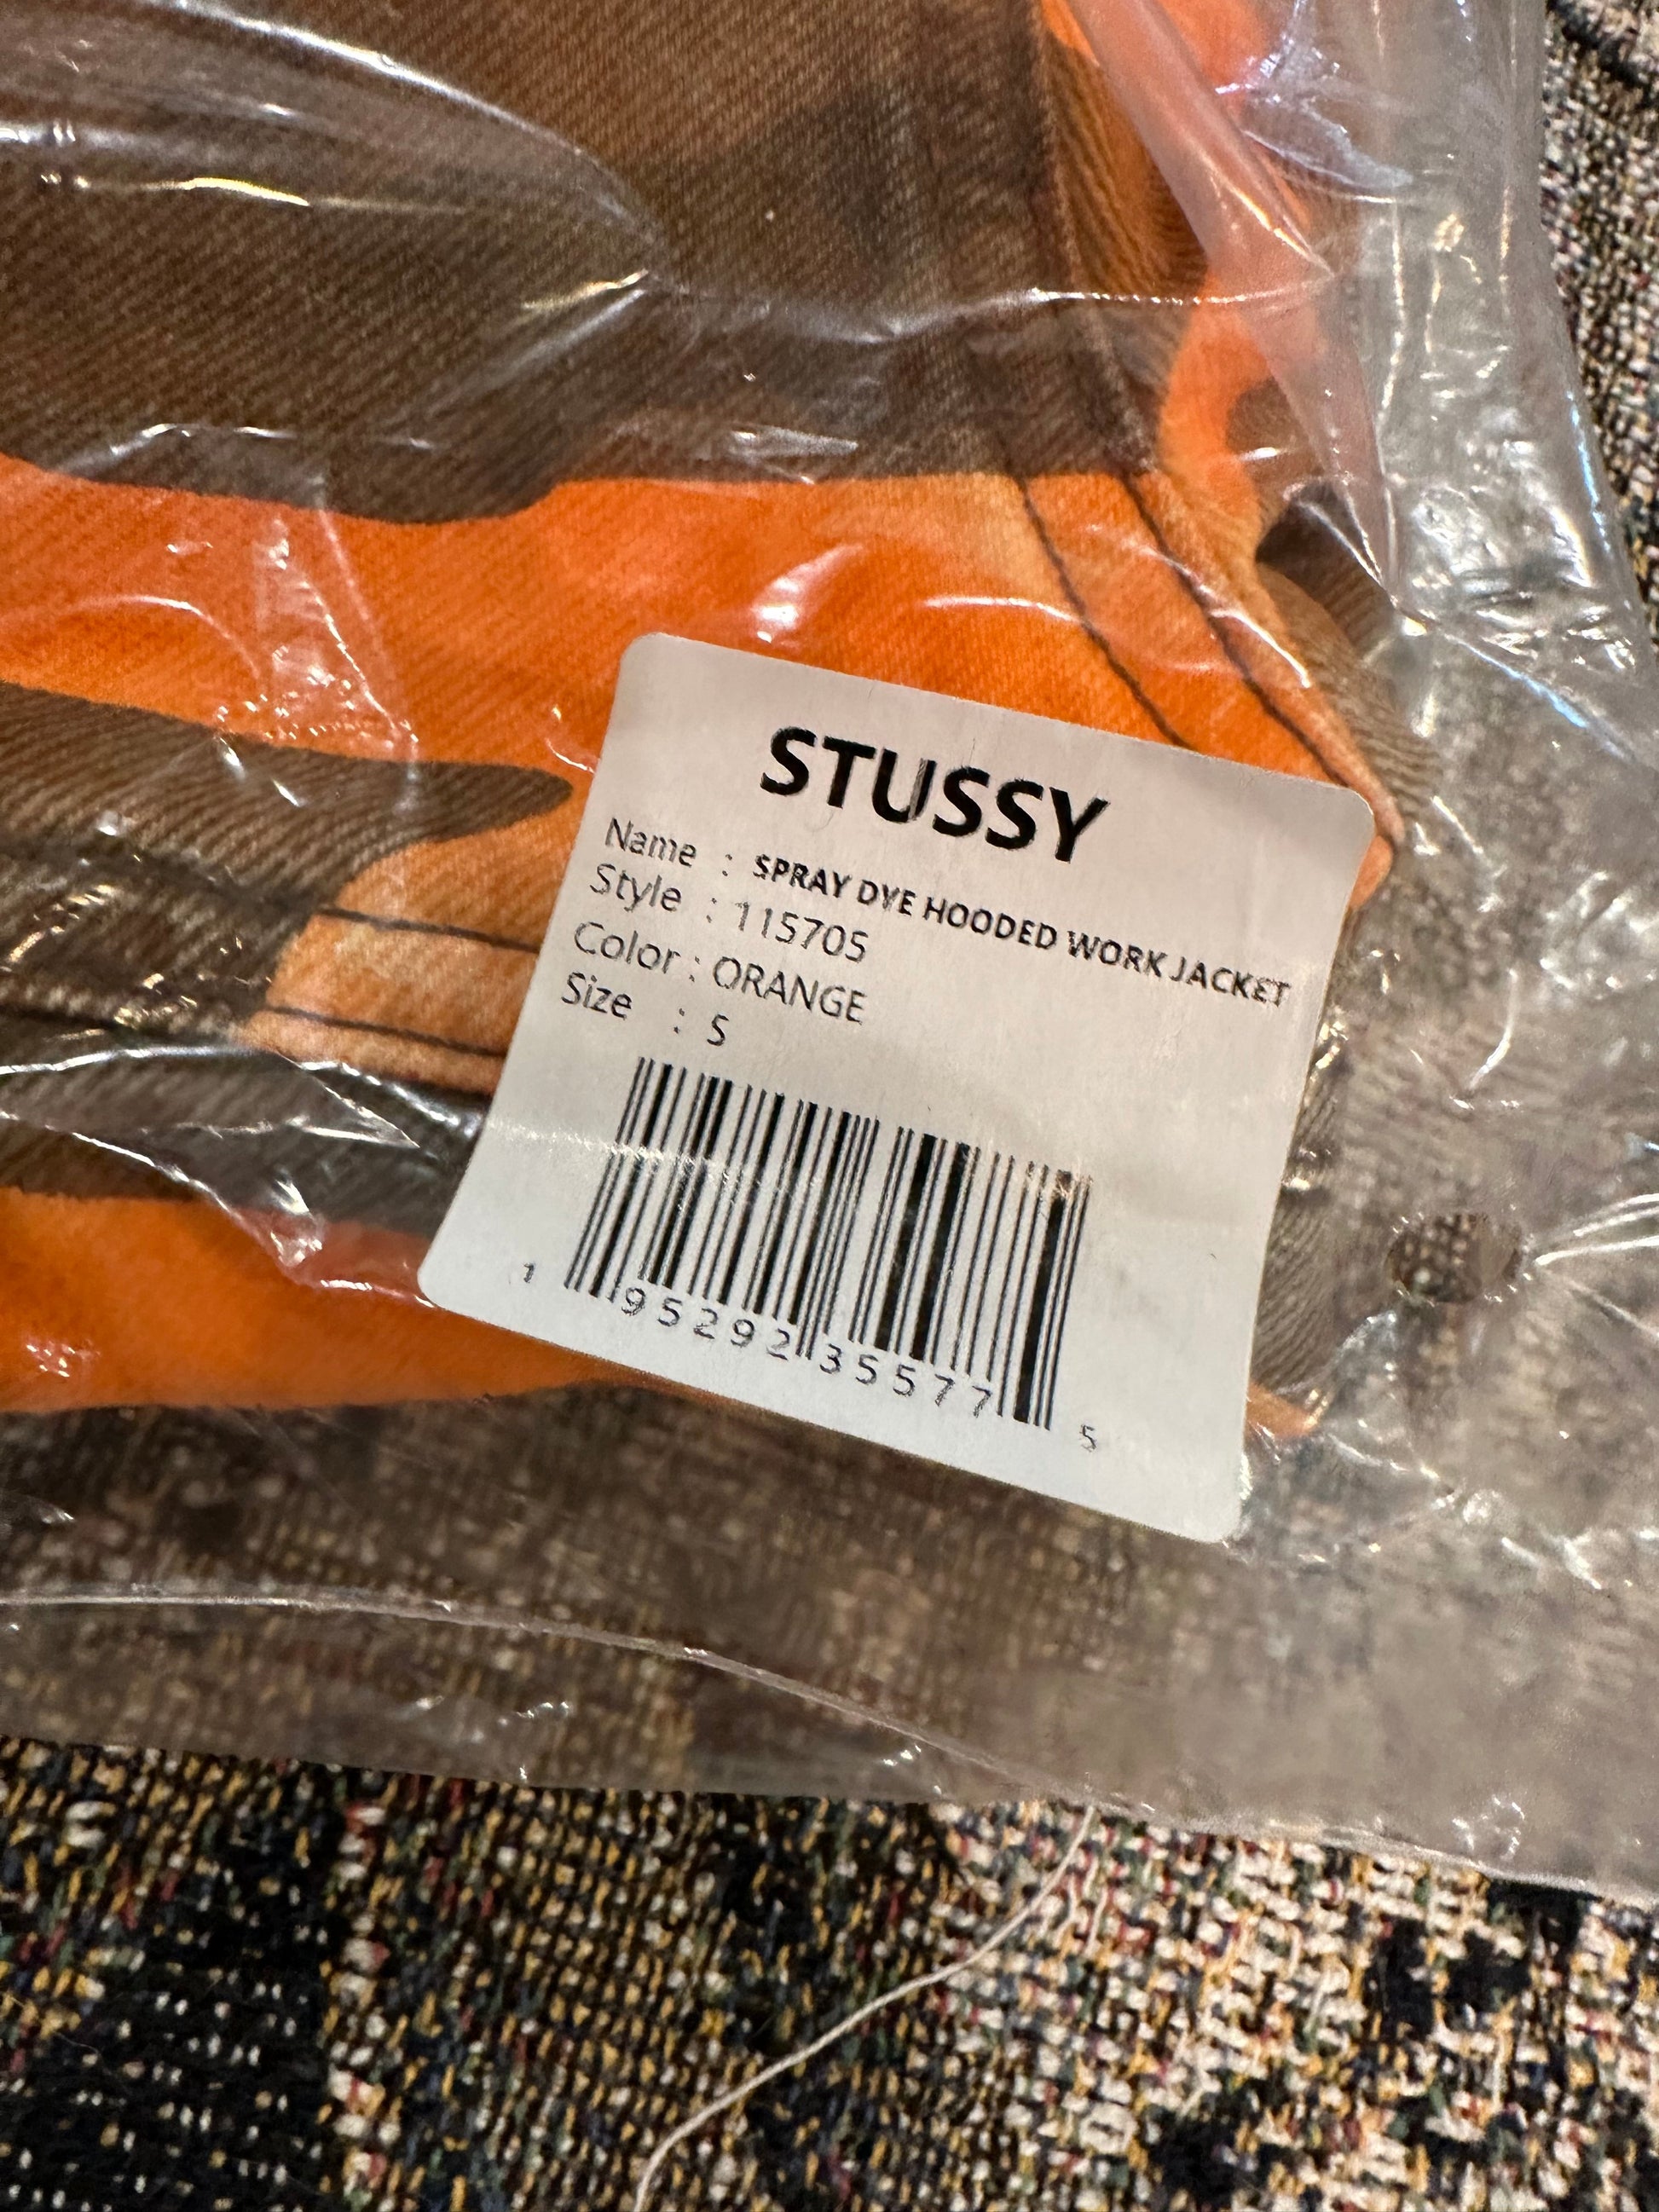 STUSSY
Name : SPRAY DYE HOODED WORK JACKET
Style : 115705
Color : ORANGE
Size : S
1 95292 35577 5